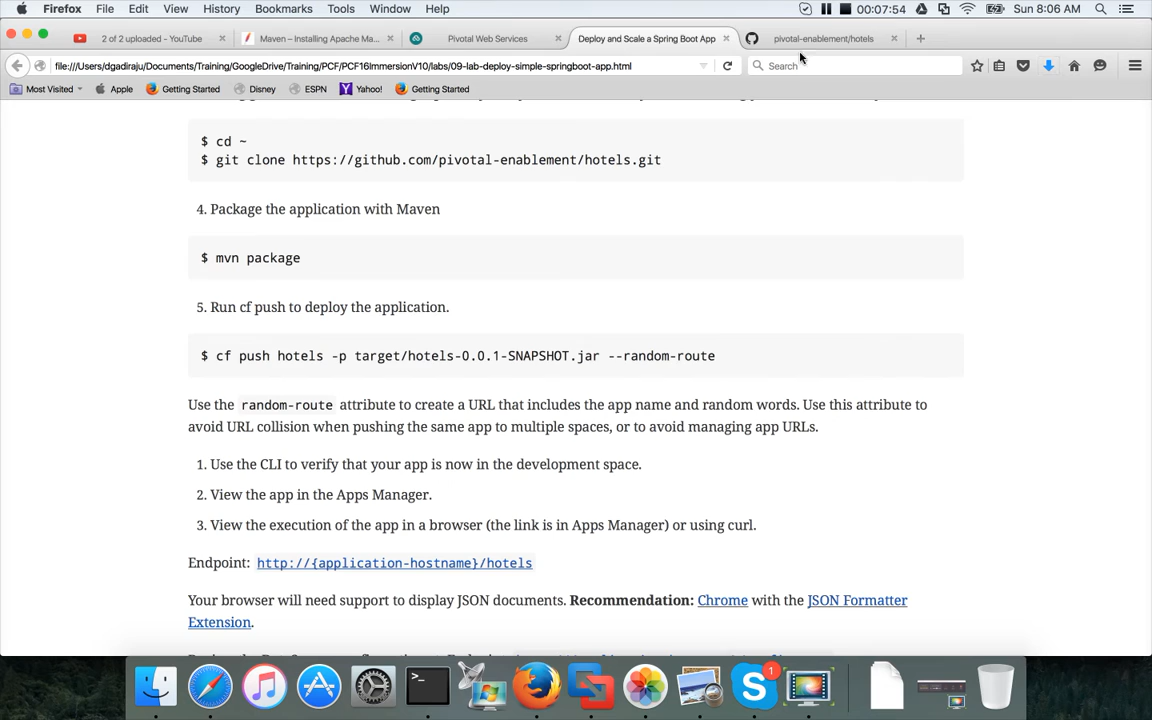 Firefox File Edit View History Bookmarks Tools Window Help 00:07:54 Sun 8:06 AM
2 of 2 uploaded - YouTube Maven – Installing Apache Ma... Pivotal Web Services Deploy and Scale a Spring Boot App pivotal-enablement/hotels
file:///Users/dgadiraju/Documents/Training/GoogleDrive/Training/PCF/PCF16ImmersionV10/labs/09-lab-deploy-simple-springboot-app.html Search
Most Visited Apple Getting Started Disney ESPN Yahoo! Getting Started
$ cd ~
$ git clone https://github.com/pivotal-enablement/hotels.git
4. Package the application with Maven
$ mvn package
5. Run cf push to deploy the application.
$ cf push hotels -p target/hotels-0.0.1-SNAPSHOT.jar --random-route
Use the random-route attribute to create a URL that includes the app name and random words. Use this attribute to
avoid URL collision when pushing the same app to multiple spaces, or to avoid managing app URLs.
1. Use the CLI to verify that your app is now in the development space.
2. View the app in the Apps Manager.
3. View the execution of the app in a browser (the link is in Apps Manager) or using curl.
Endpoint: http://{application-hostname}/hotels
Your browser will need support to display JSON documents. Recommendation: Chrome with the JSON Formatter
Extension.
1